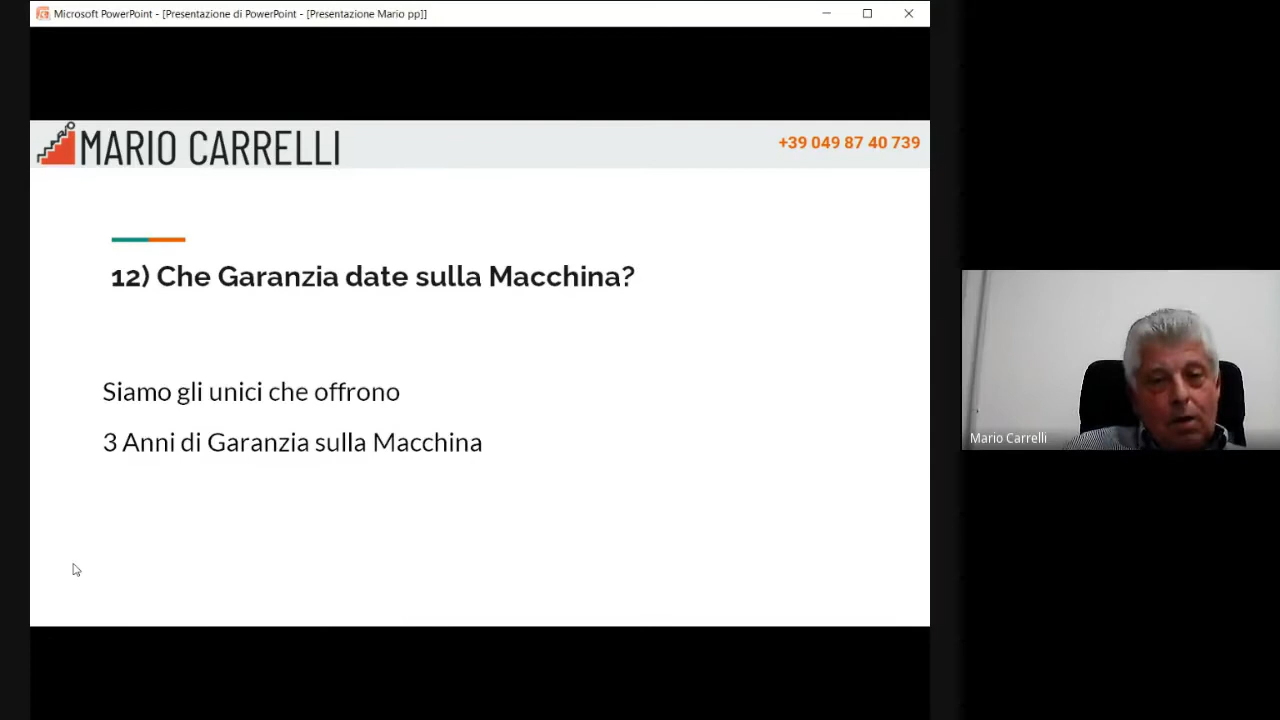 Microsoft PowerPoint - [Presentazione di PowerPoint - [Presentazione Mario pp]]
MARIO CARRELLI
+39 049 87 40 739
12) Che Garanzia date sulla Macchina?
Siamo gli unici che offrono
3 Anni di Garanzia sulla Macchina
Mario Carrelli